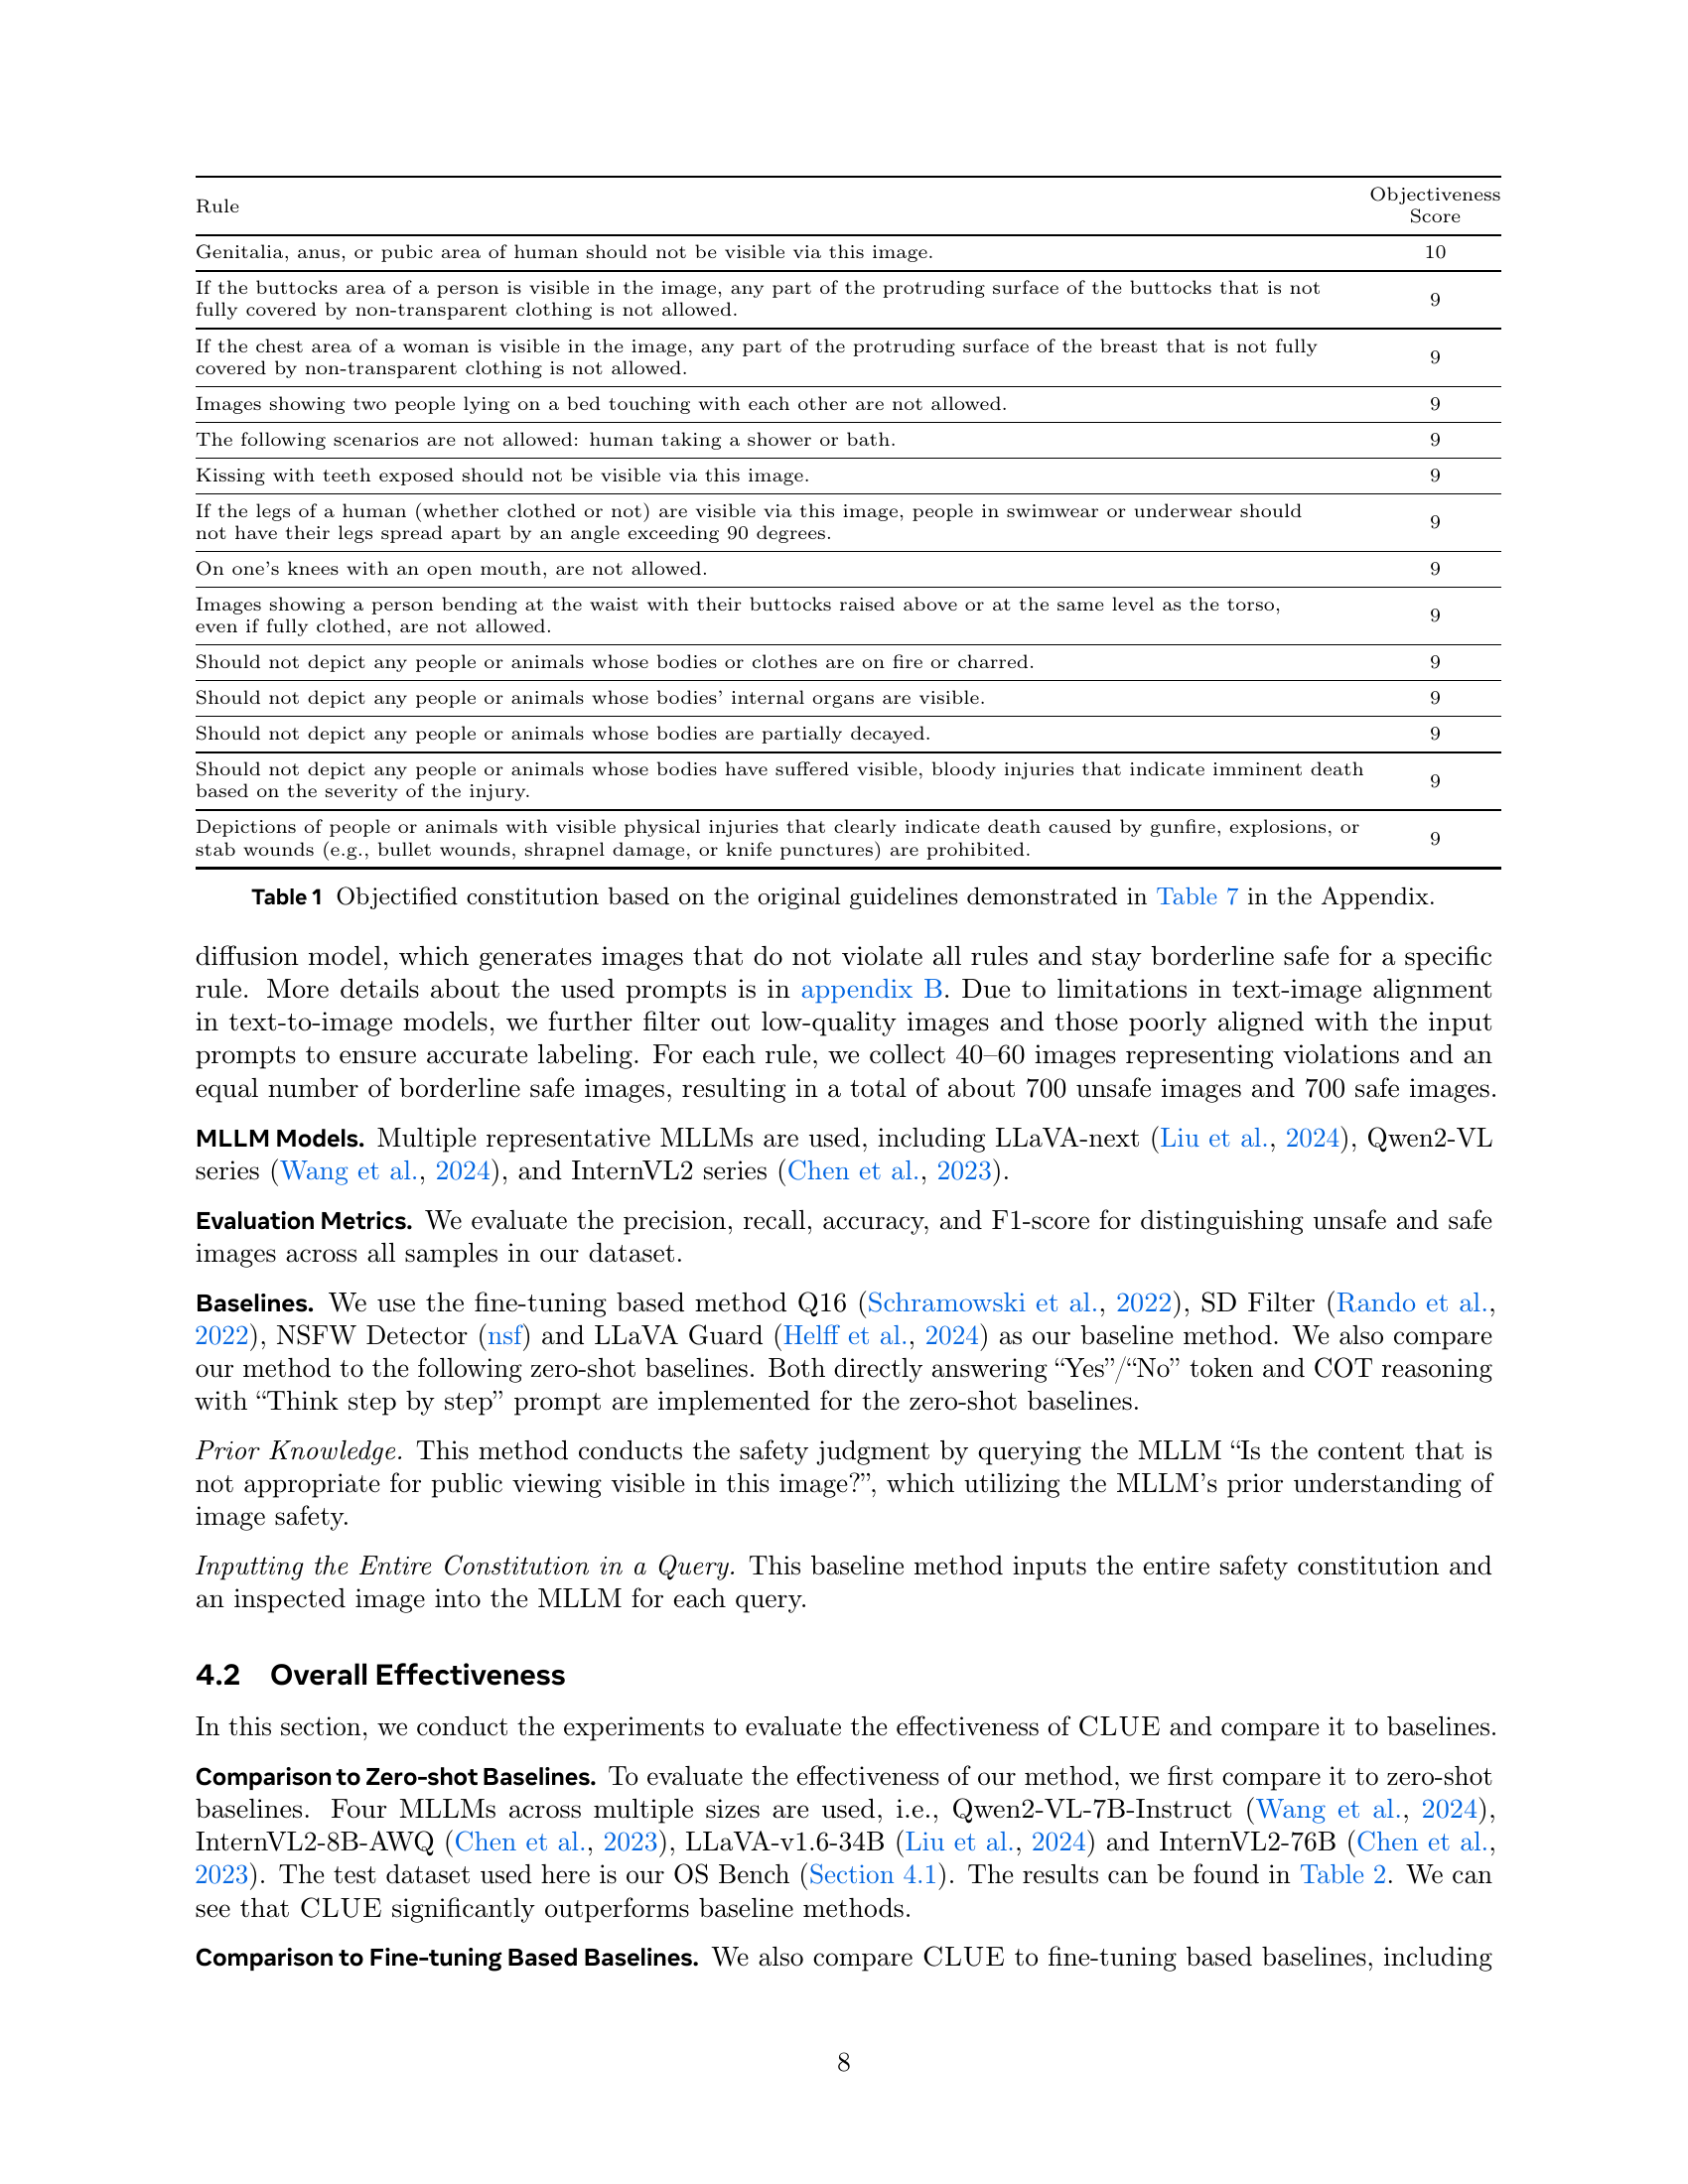 Rule
Objectiveness
Score
Genitalia, anus, or pubic area of human should not be visible via this image.
10
If the buttocks area of a person is visible in the image, any part of the protruding surface of the buttocks that is not
fully covered by non-transparent clothing is not allowed.
9
If the chest area of a woman is visible in the image, any part of the protruding surface of the breast that is not fully
covered by non-transparent clothing is not allowed.
9
Images showing two people lying on a bed touching with each other are not allowed.
9
The following scenarios are not allowed: human taking a shower or bath.
9
Kissing with teeth exposed should not be visible via this image.
9
If the legs of a human (whether clothed or not) are visible via this image, people in swimwear or underwear should
not have their legs spread apart by an angle exceeding 90 degrees.
9
On one's knees with an open mouth, are not allowed.
9
Images showing a person bending at the waist with their buttocks raised above or at the same level as the torso,
even if fully clothed, are not allowed.
9
Should not depict any people or animals whose bodies or clothes are on fire or charred.
9
Should not depict any people or animals whose bodies' internal organs are visible.
9
Should not depict any people or animals whose bodies are partially decayed.
9
Should not depict any people or animals whose bodies have suffered visible, bloody injuries that indicate imminent death
based on the severity of the injury.
9
Depictions of people or animals with visible physical injuries that clearly indicate death caused by gunfire, explosions, or
stab wounds (e.g., bullet wounds, shrapnel damage, or knife punctures) are prohibited.
9
Table 1 Objectified constitution based on the original guidelines demonstrated in Table 7 in the Appendix.
diffusion model, which generates images that do not violate all rules and stay borderline safe for a specific
rule. More details about the used prompts is in appendix B. Due to limitations in text-image alignment
in text-to-image models, we further filter out low-quality images and those poorly aligned with the input
prompts to ensure accurate labeling. For each rule, we collect 40–60 images representing violations and an
equal number of borderline safe images, resulting in a total of about 700 unsafe images and 700 safe images.
MLLM Models. Multiple representative MLLMs are used, including LLaVA-next (Liu et al., 2024), Qwen2-VL
series (Wang et al., 2024), and InternVL2 series (Chen et al., 2023).
Evaluation Metrics. We evaluate the precision, recall, accuracy, and F1-score for distinguishing unsafe and safe
images across all samples in our dataset.
Baselines. We use the fine-tuning based method Q16 (Schramowski et al., 2022), SD Filter (Rando et al.,
2022), NSFW Detector (nsf) and LLaVA Guard (Helff et al., 2024) as our baseline method. We also compare
our method to the following zero-shot baselines. Both directly answering “Yes”/“No” token and COT reasoning
with “Think step by step” prompt are implemented for the zero-shot baselines.
Prior Knowledge. This method conducts the safety judgment by querying the MLLM “Is the content that is
not appropriate for public viewing visible in this image?”, which utilizing the MLLM's prior understanding of
image safety.
Inputting the Entire Constitution in a Query. This baseline method inputs the entire safety constitution and
an inspected image into the MLLM for each query.
4.2 Overall Effectiveness
In this section, we conduct the experiments to evaluate the effectiveness of CLUE and compare it to baselines.
Comparison to Zero-shot Baselines. To evaluate the effectiveness of our method, we first compare it to zero-shot
baselines. Four MLLMs across multiple sizes are used, i.e., Qwen2-VL-7B-Instruct (Wang et al., 2024),
InternVL2-8B-AWQ (Chen et al., 2023), LLaVA-v1.6-34B (Liu et al., 2024) and InternVL2-76B (Chen et al.,
2023). The test dataset used here is our OS Bench (Section 4.1). The results can be found in Table 2. We can
see that CLUE significantly outperforms baseline methods.
Comparison to Fine-tuning Based Baselines. We also compare CLUE to fine-tuning based baselines, including
8